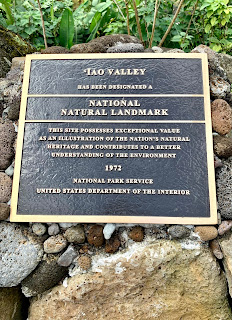 'IAO VALLEY
HAS BEEN DESIGNATED A
NATIONAL
NATURAL LANDMARK
THIS SITE POSSESSES EXCEPTIONAL VALUE
AS AN ILLUSTRATION OF THE NATION'S NATURAL
HERITAGE AND CONTRIBUTES TO A BETTER
UNDERSTANDING OF THE ENVIRONMENT
1972
NATIONAL PARK SERVICE
UNITED STATES DEPARTMENT OF THE INTERIOR